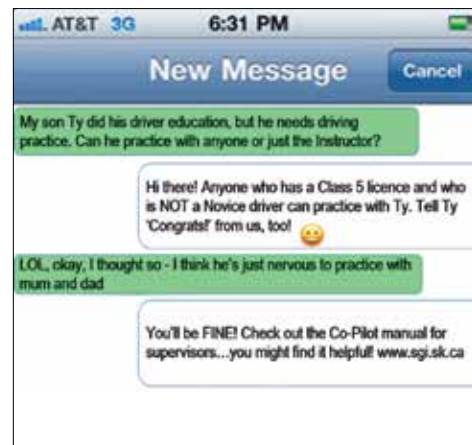 AT&T 3G 6:31 PM
New Message Cancel
My son Ty did his driver education, but he needs driving
practice. Can he practice with anyone or just the Instructor?
Hi there! Anyone who has a Class 5 licence and who
is NOT a Novice driver can practice with Ty. Tell Ty
'Congrats!' from us, too!
LOL, okay, I thought so - I think he's just nervous to practice with
mum and dad
You'll be FINE! Check out the Co-Pilot manual for
supervisors...you might find it helpful! www.sgi.sk.ca